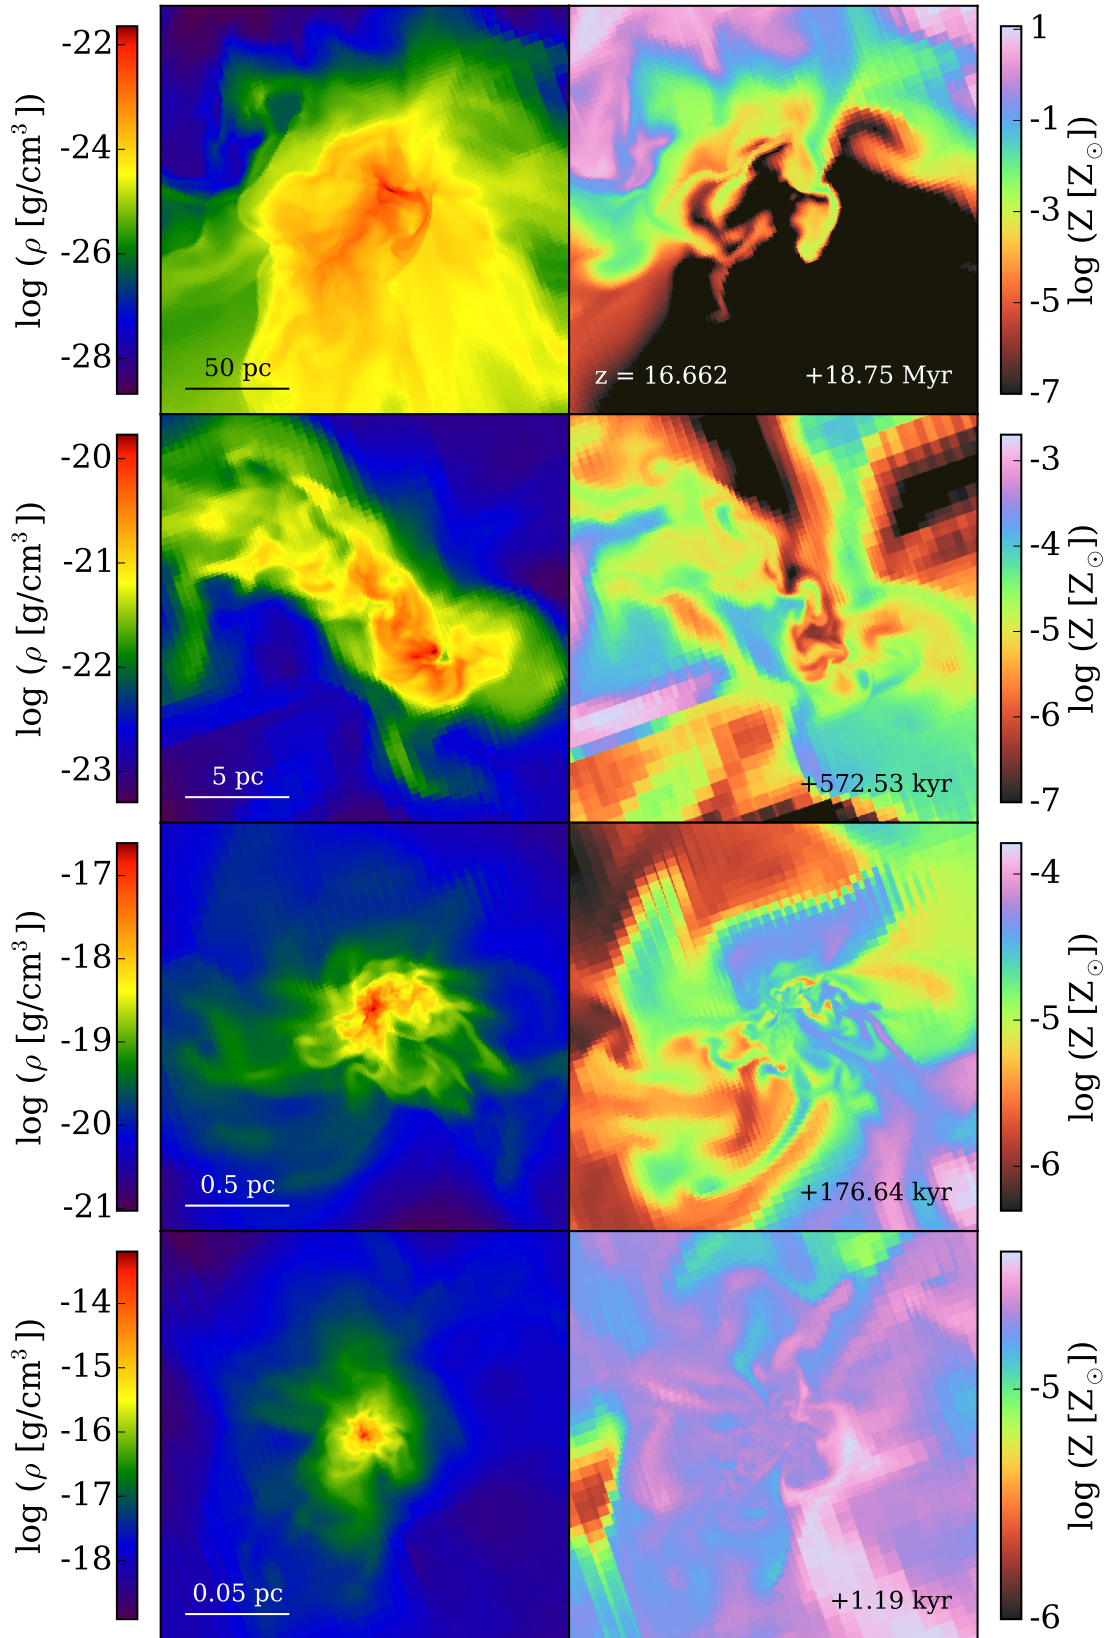 -22
-24
-26
-28
log (ρ [g/cm³])
50 pc
z = 16.662
+18.75 Myr
1
-1
-3
-5
-7
log (Z [Z☉])
-20
-21
-22
-23
log (ρ [g/cm³])
5 pc
+572.53 kyr
-3
-4
-5
-6
-7
log (Z [Z☉])
-17
-18
-19
-20
-21
log (ρ [g/cm³])
0.5 pc
+176.64 kyr
-4
-5
-6
log (Z [Z☉])
-14
-15
-16
-17
-18
log (ρ [g/cm³])
0.05 pc
+1.19 kyr
-5
-6
log (Z [Z☉])